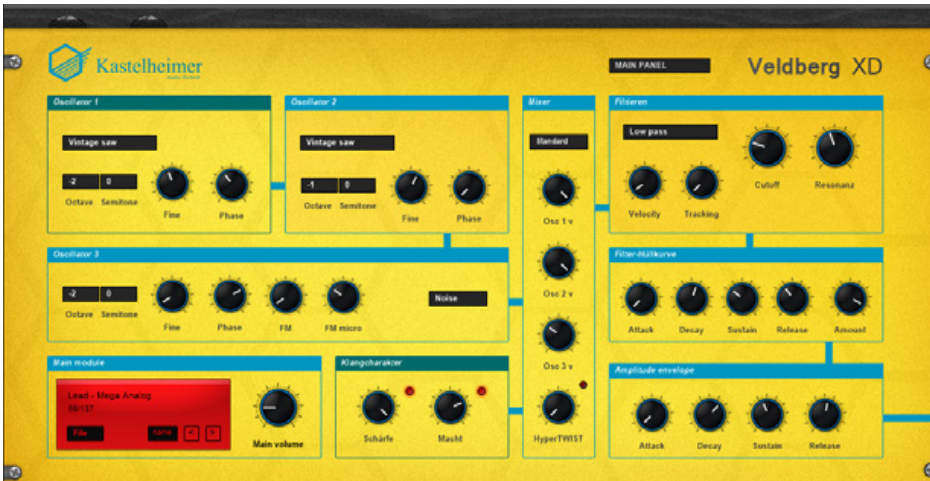 Kastelheimer
MAIN PANEL
Veldberg XD
Oscillator 1
Oscillator 2
Mixer
Filtieren
Vintage saw
Vintage saw
Standard
Low pass
-2 0
-1 0
Octave Semitone
Fine
Phase
Octave Semitone
Fine
Phase
Osc 1 v
Velocity
Tracking
Cutoff
Resonanz
Oscillator 3
Filter-Hüllkurve
-2 0
Noise
Osc 2 v
Octave Semitone
Fine
Phase
FM
FM micro
Attack
Decay
Sustain
Release
Amount
Main module
Klangcharakter
Osc 3 v
Amplitude envelope
Lead - Mega Analog
File
name
<
>
Main volume
Schärfe
Macht
HyperTWIST
Attack
Decay
Sustain
Release